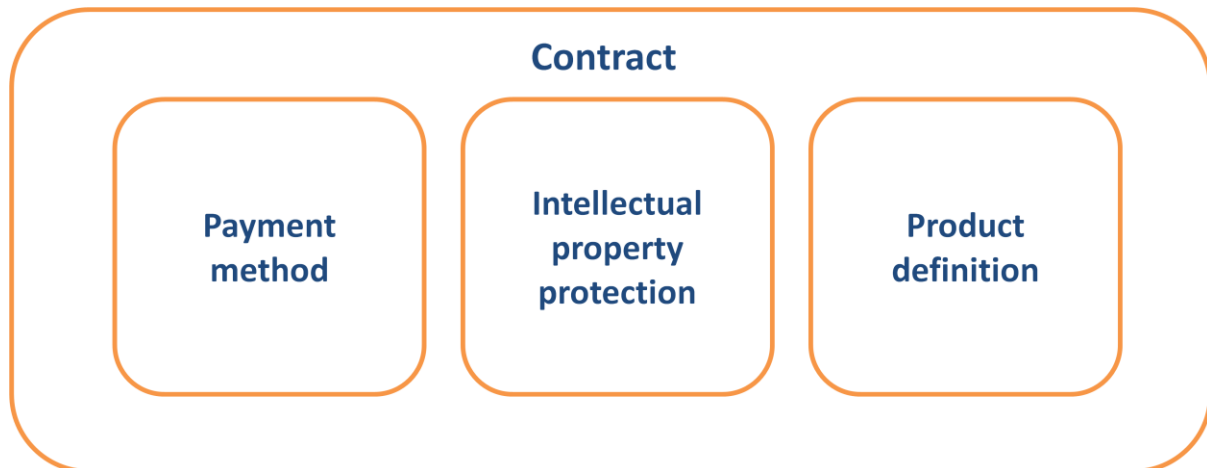 Contract
Payment
method
Intellectual
property
protection
Product
definition